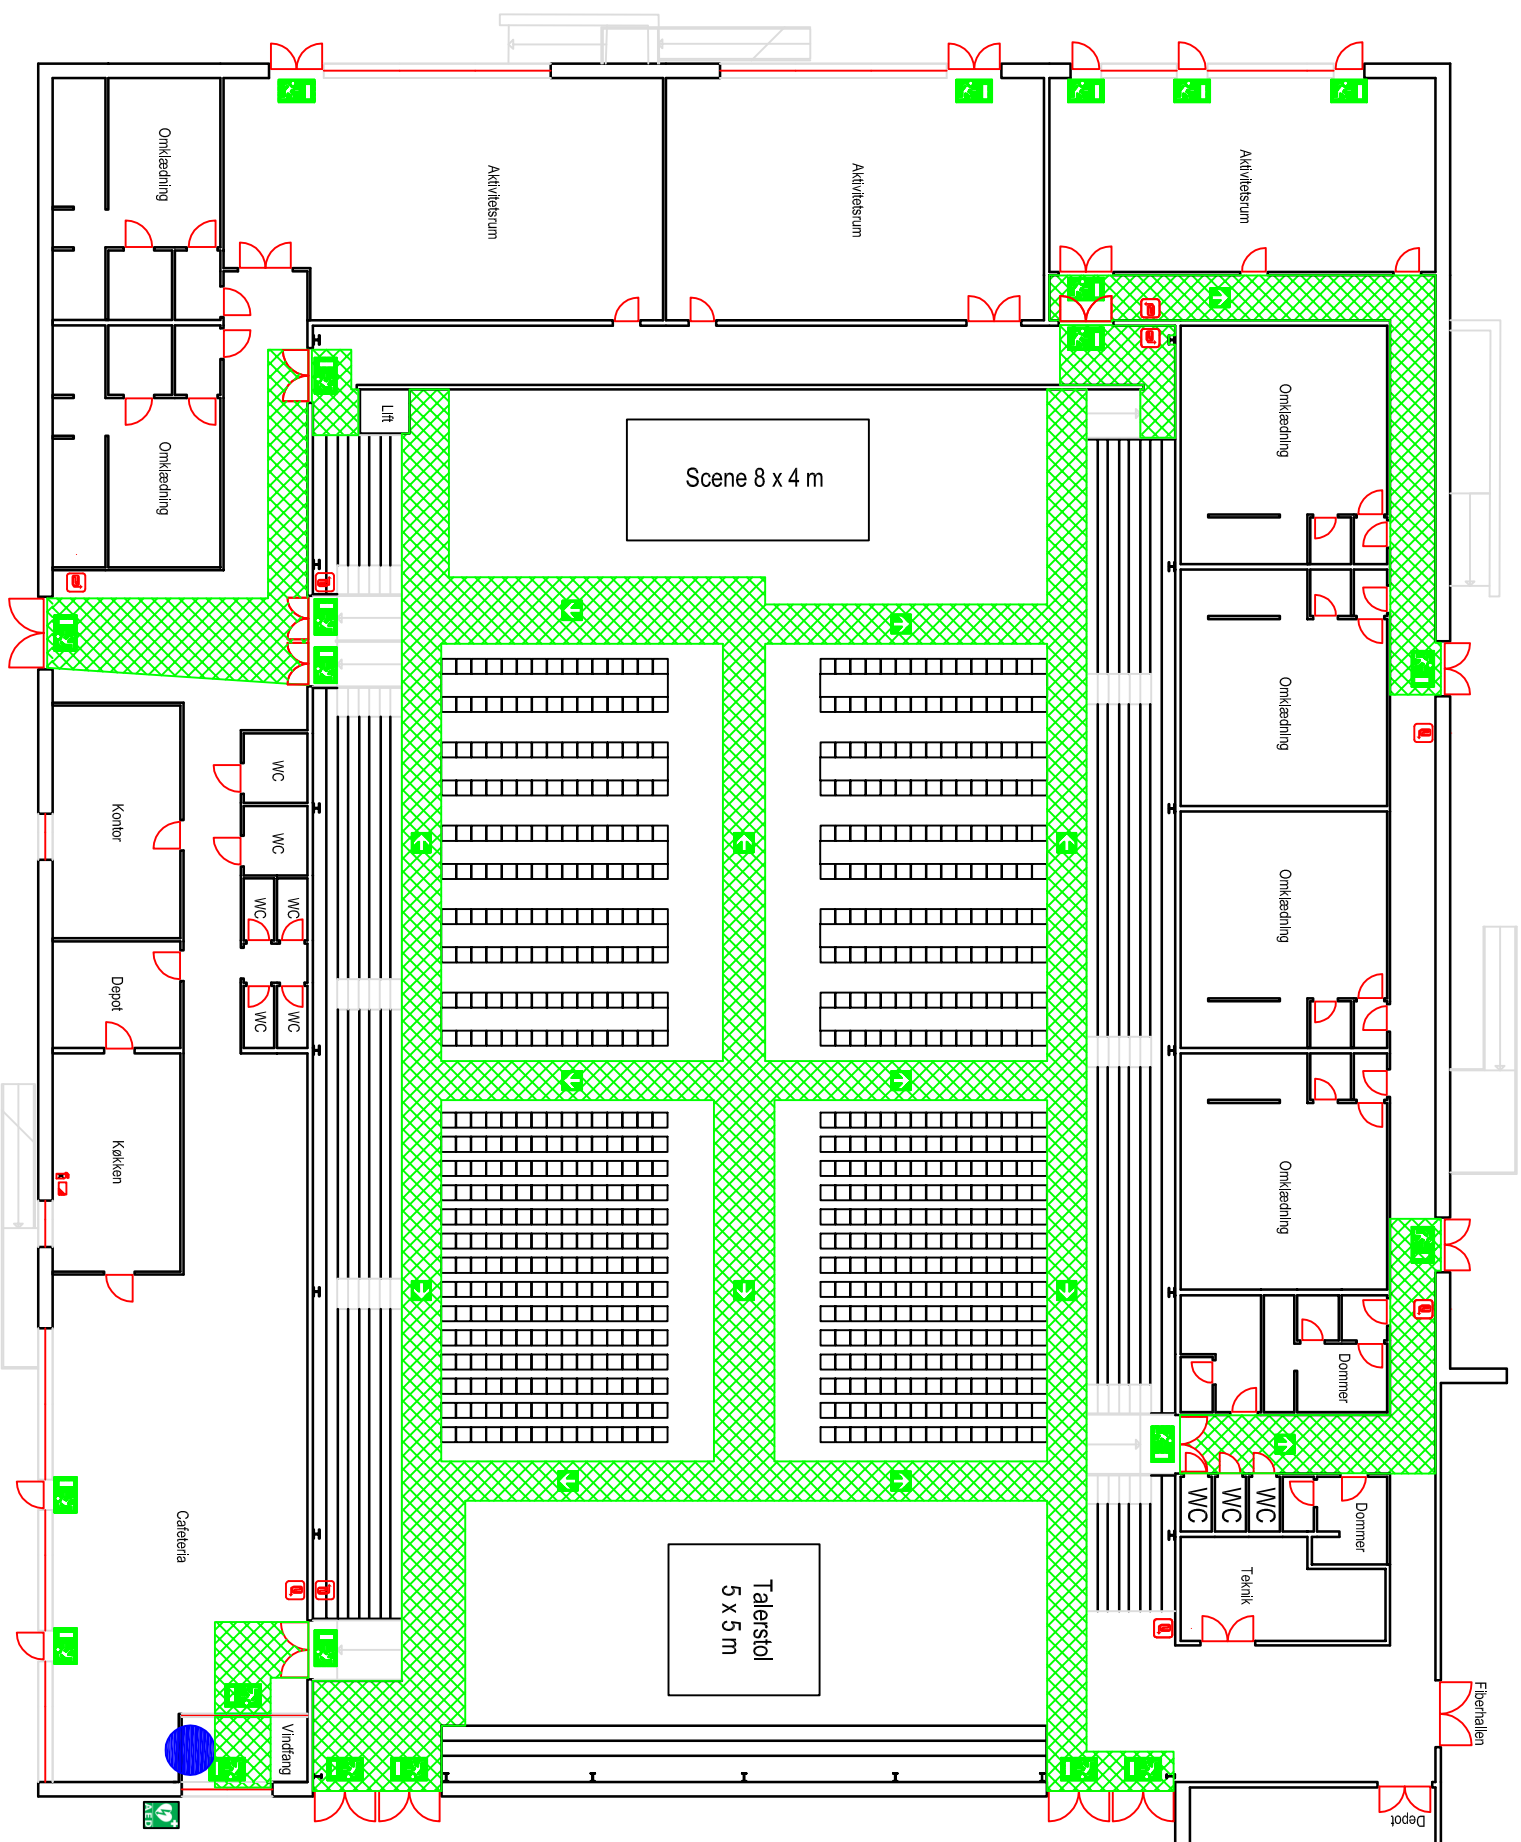 Omklædning
Aktivitetsrum
Aktivitetsrum
Aktivitetsrum
Lift
Scene 8 x 4 m
Omklædning
Omklædning
Omklædning
WC
Kontor
WC
Omklædning
WC
WC
Depot
WC
WC
Køkken
Omklædning
Dommer
WC
WC
WC
Dommer
Cafeteria
Teknik
Talerstol
5 x 5 m
Vindfang
Fiberhallen
AED
Depot